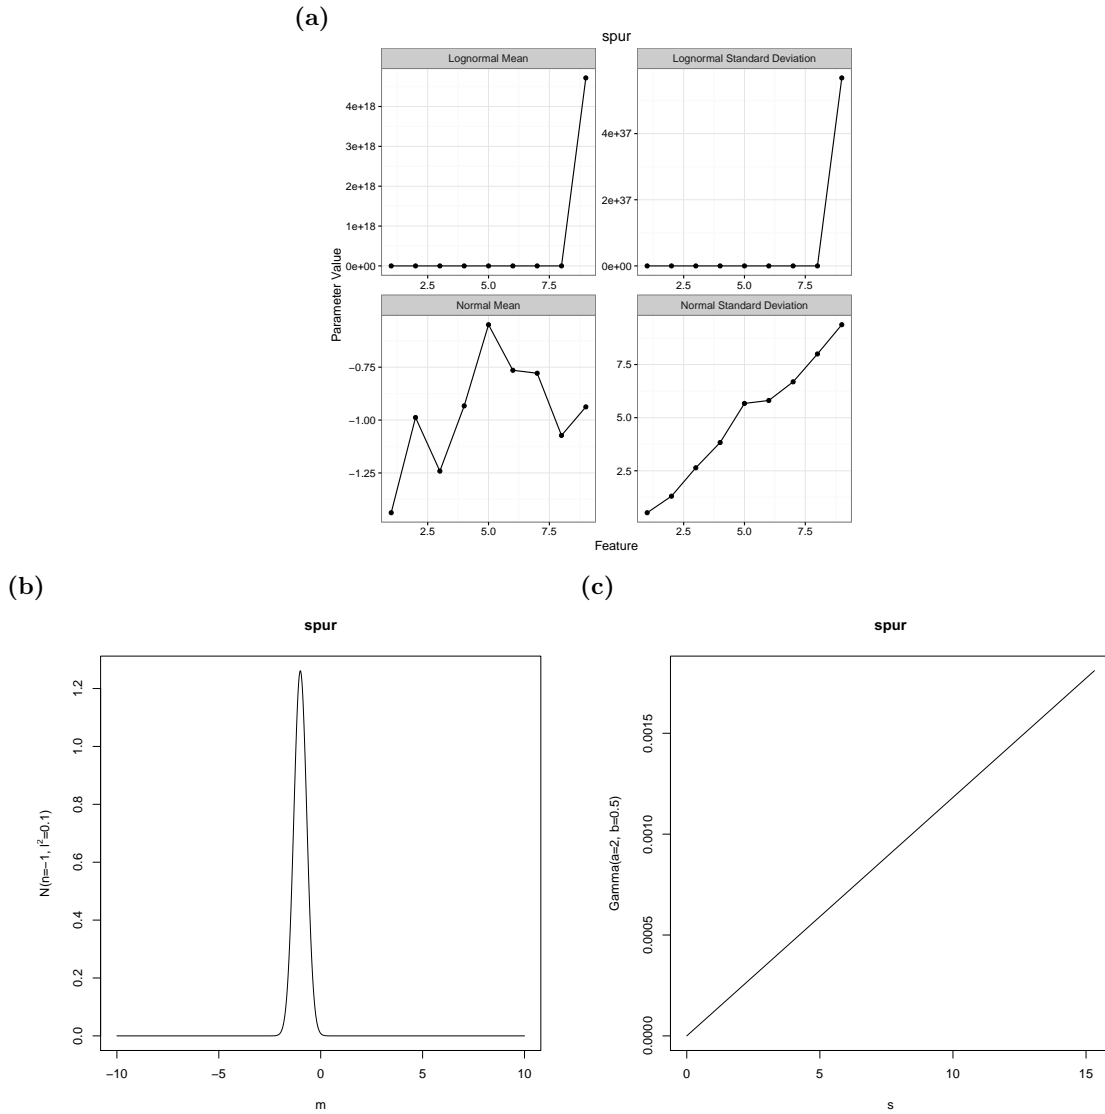 (a)
spur
Lognormal Mean
Lognormal Standard Deviation
4e+18
3e+18
2e+18
1e+18
0e+00
4e+37
2e+37
0e+00
2.5 5.0 7.5
2.5 5.0 7.5
Parameter Value
Normal Mean
Normal Standard Deviation
−0.75
−1.00
−1.25
7.5
5.0
2.5
2.5 5.0 7.5
2.5 5.0 7.5
Feature
(b)
spur
N(n=−1, l²=0.1)
1.2
1.0
0.8
0.6
0.4
0.2
0.0
−10 −5 0 5 10
m
(c)
spur
Gamma(a=2, b=0.5)
0.0015
0.0010
0.0005
0.0000
0 5 10 15
s